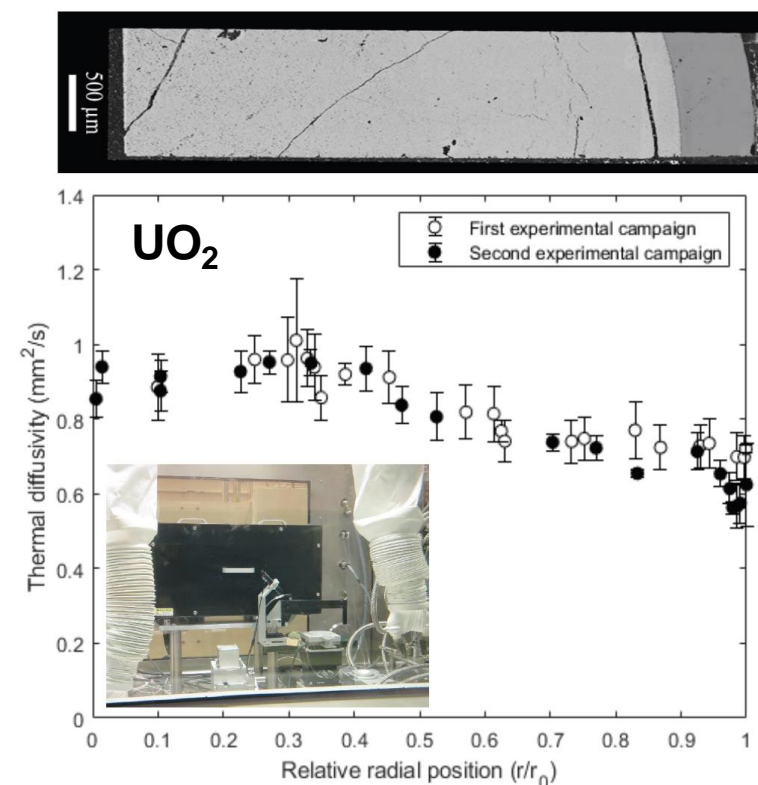 500 μm
UO₂
First experimental campaign
Second experimental campaign
Thermal diffusivity (mm²/s)
1.4
1.2
1
0.8
0.6
0.4
0.2
0
0 0.1 0.2 0.3 0.4 0.5 0.6 0.7 0.8 0.9 1
Relative radial position (r/r₀)